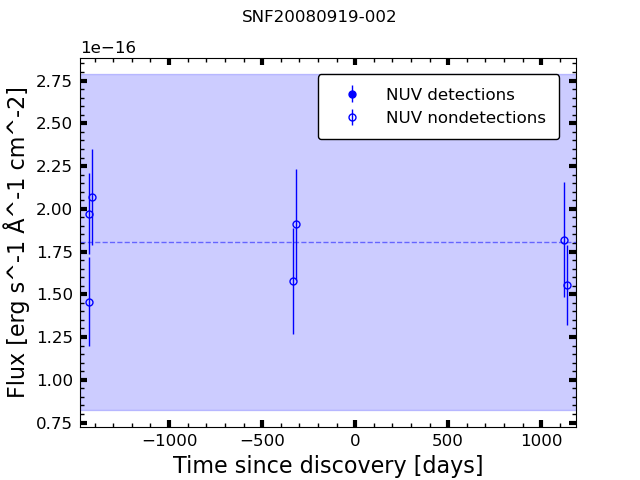 SNF20080919-002
1e−16
2.75
2.50
2.25
2.00
1.75
1.50
1.25
1.00
0.75
Flux [erg s^-1 Å^-1 cm^-2]
NUV detections
NUV nondetections
−1000 −500 0 500 1000
Time since discovery [days]